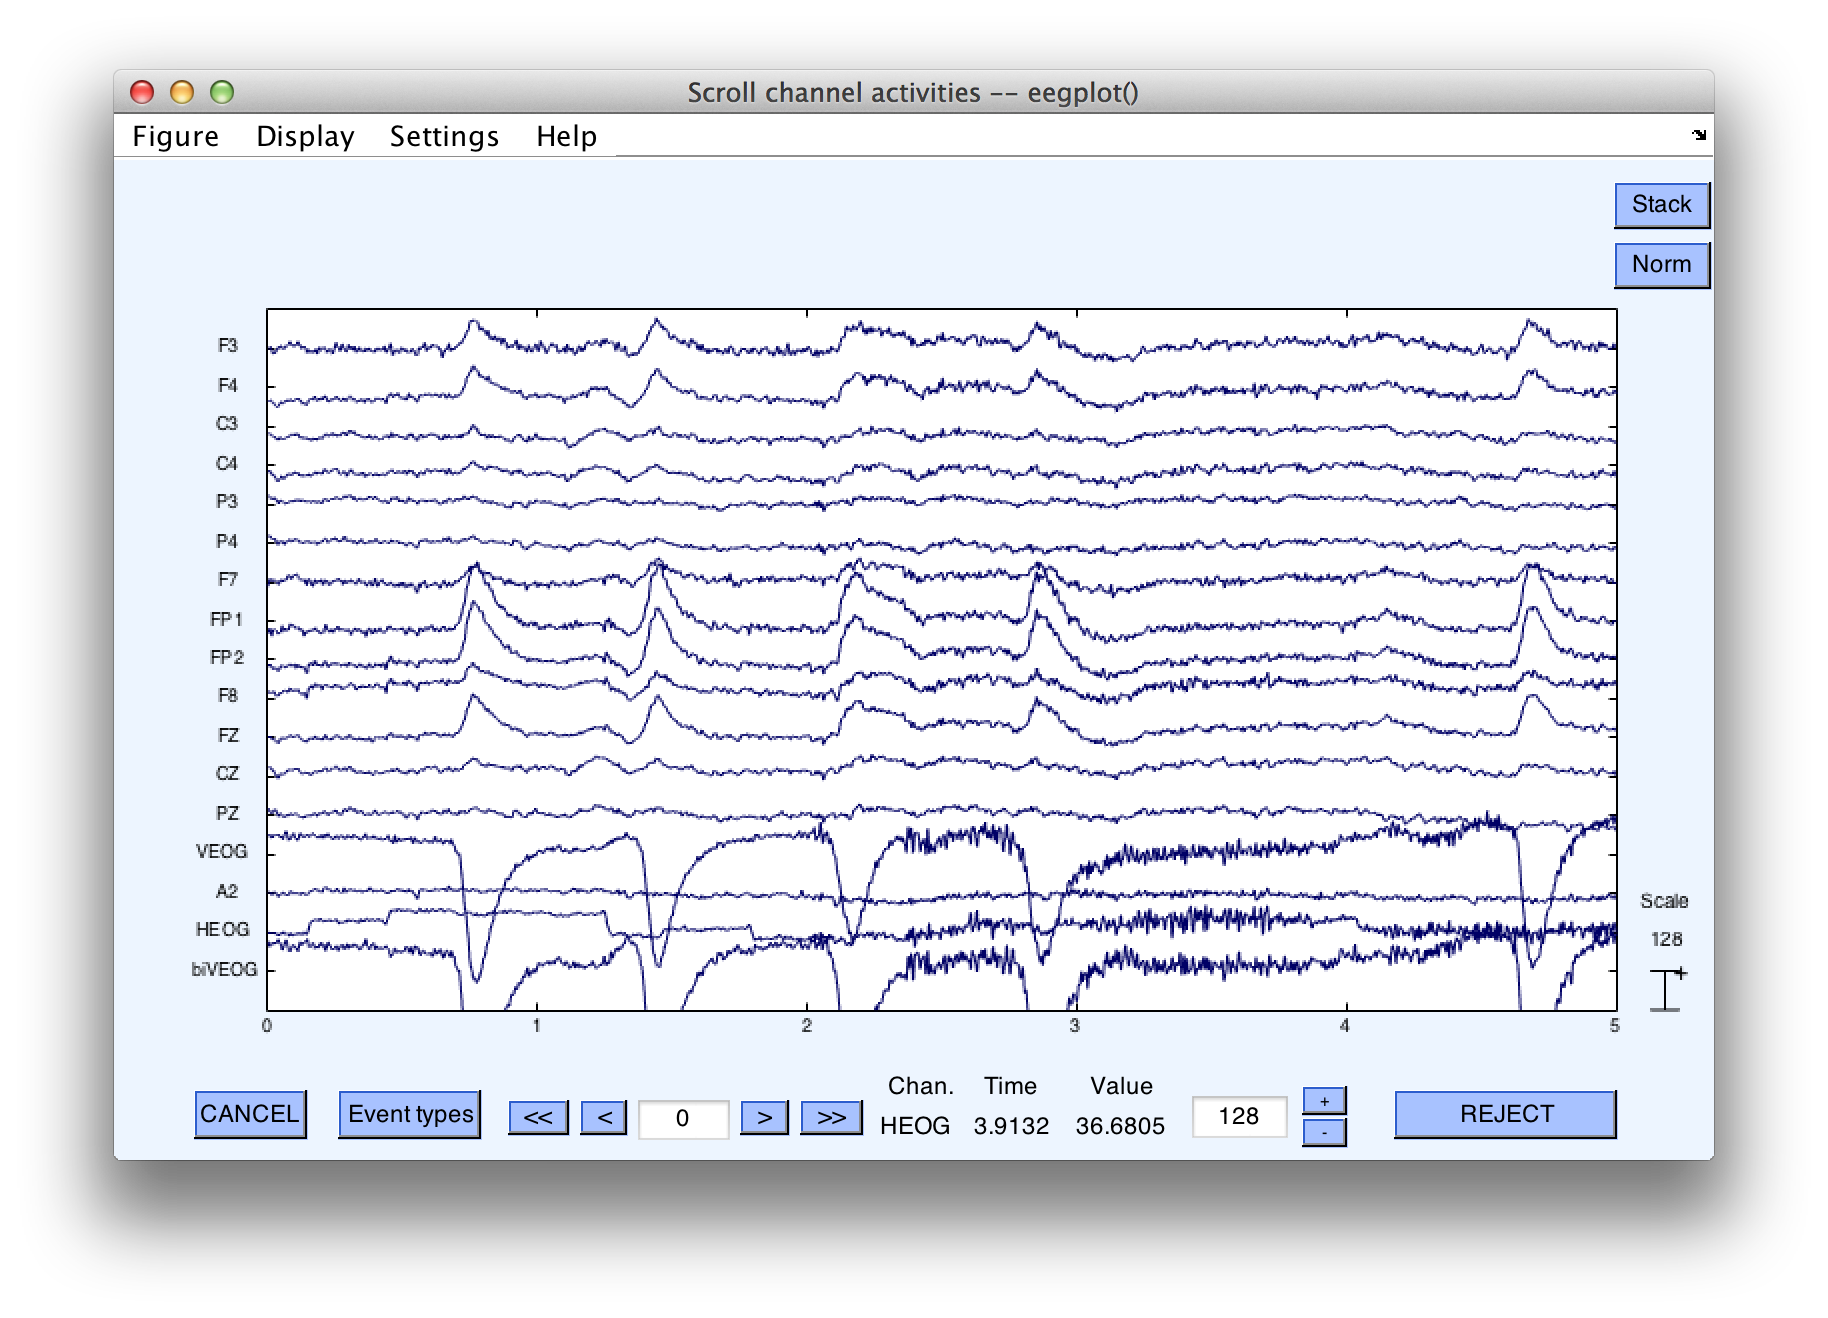 Scroll channel activities -- eegplot()
Figure Display Settings Help
Stack
Norm
F3
F4
C3
C4
P3
P4
F7
FP1
FP2
F8
FZ
CZ
PZ
VEOG
A2
HEOG
biVEOG
Scale
128
+
0 1 2 3 4 5
Chan. Time Value
CANCEL Event types << < 0 > >> HEOG 3.9132 36.6805 128 + - REJECT